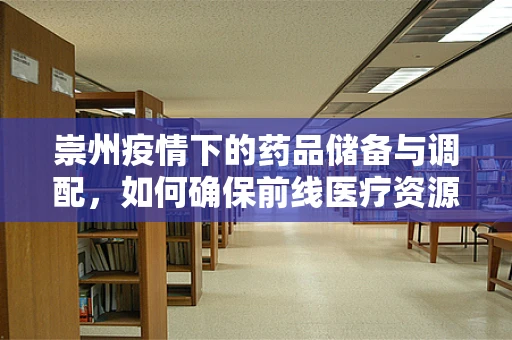 崇州疫情下的药品储备与调
配，如何确保前线医疗资源